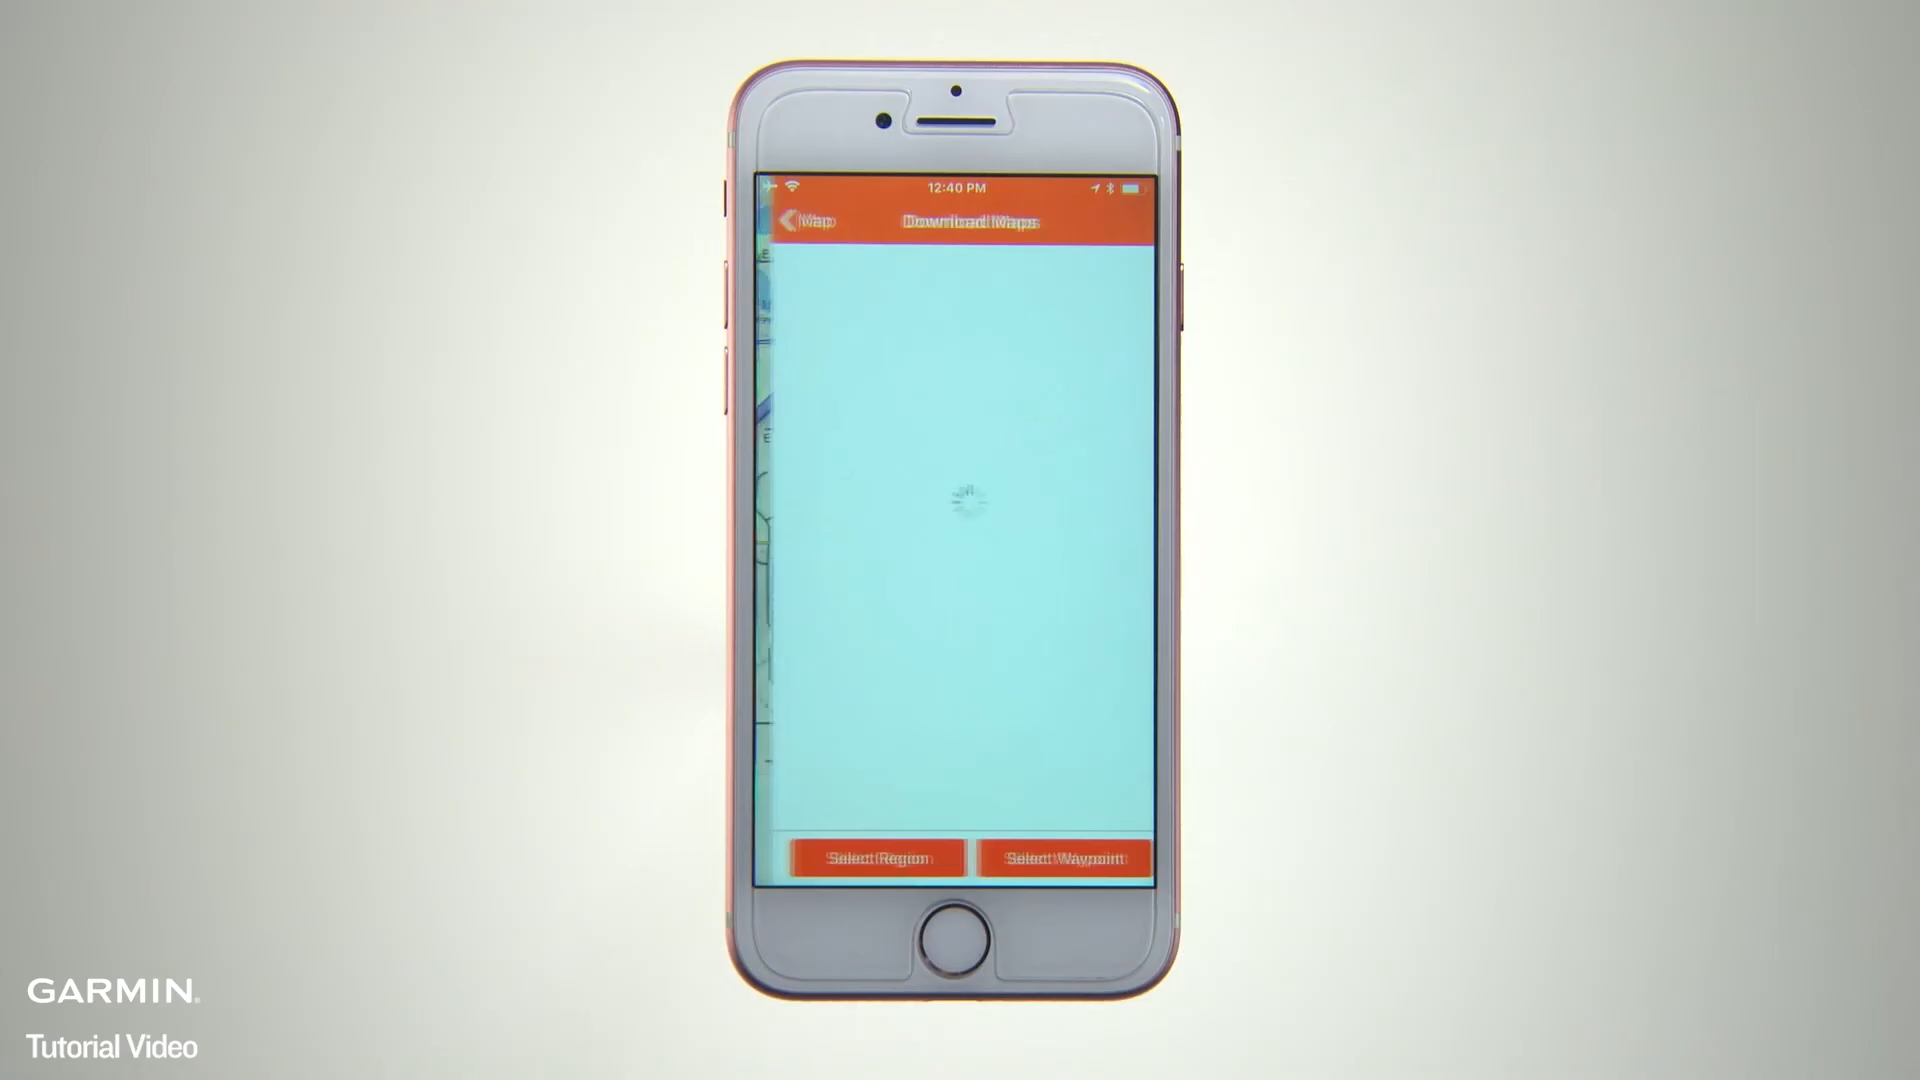 12:40 PM
Map
Download Maps
Select Region
Select Waypoint
GARMIN
Tutorial Video